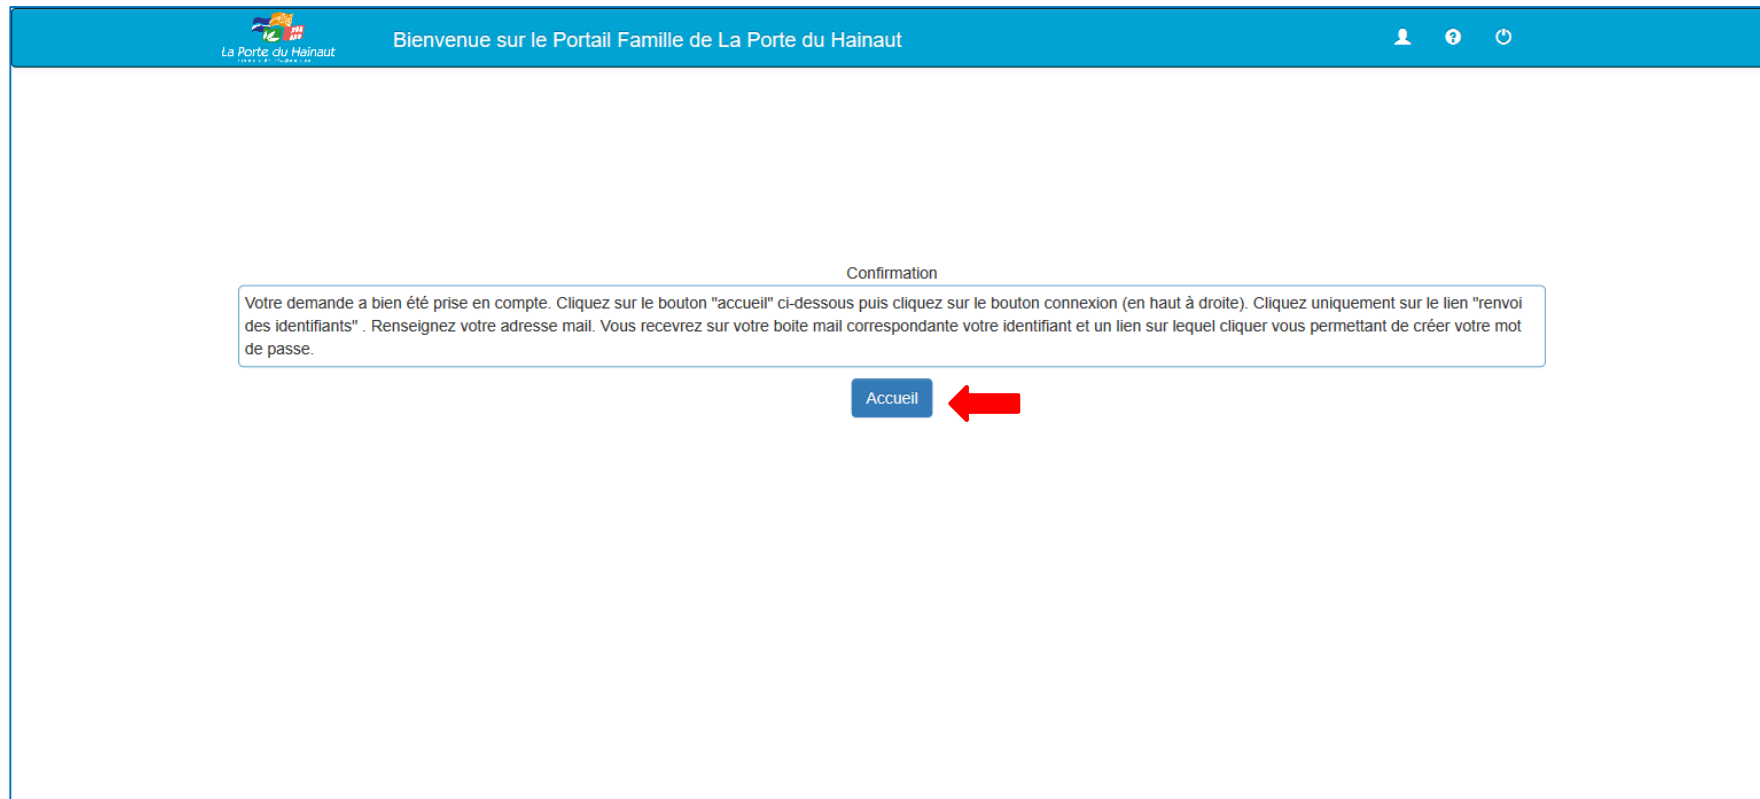 La Porte du Hainaut
Bienvenue sur le Portail Famille de La Porte du Hainaut
Confirmation
Votre demande a bien été prise en compte. Cliquez sur le bouton "accueil" ci-dessous puis cliquez sur le bouton connexion (en haut à droite). Cliquez uniquement sur le lien "renvoi
des identifiants" . Renseignez votre adresse mail. Vous recevrez sur votre boite mail correspondante votre identifiant et un lien sur lequel cliquer vous permettant de créer votre mot
de passe.
Accueil